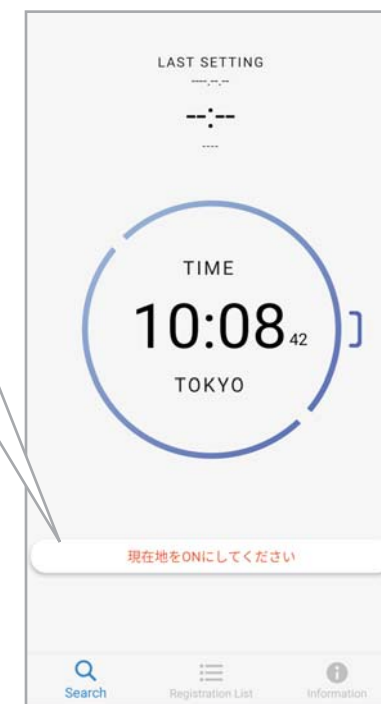 LAST SETTING
----.--.--
--:--
----
TIME
10:08 42
TOKYO
現在地をONにしてください
Search
Registration List
Information